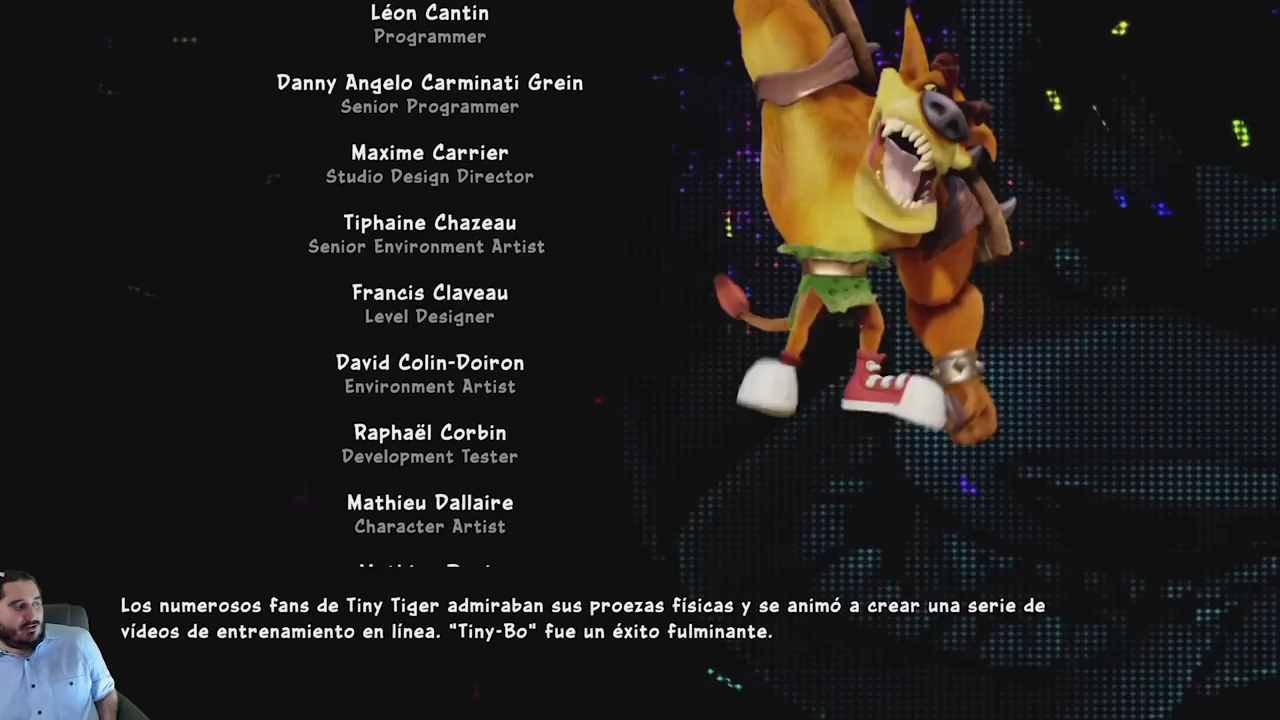 Léon Cantin
Programmer
Danny Angelo Carminati Grein
Senior Programmer
Maxime Carrier
Studio Design Director
Tiphaine Chazeau
Senior Environment Artist
Francis Claveau
Level Designer
David Colin-Doiron
Environment Artist
Raphaël Corbin
Development Tester
Mathieu Dallaire
Character Artist
Los numerosos fans de Tiny Tiger admiraban sus proezas físicas y se animó a crear una serie de
vídeos de entrenamiento en línea. "Tiny-Bo" fue un éxito fulminante.